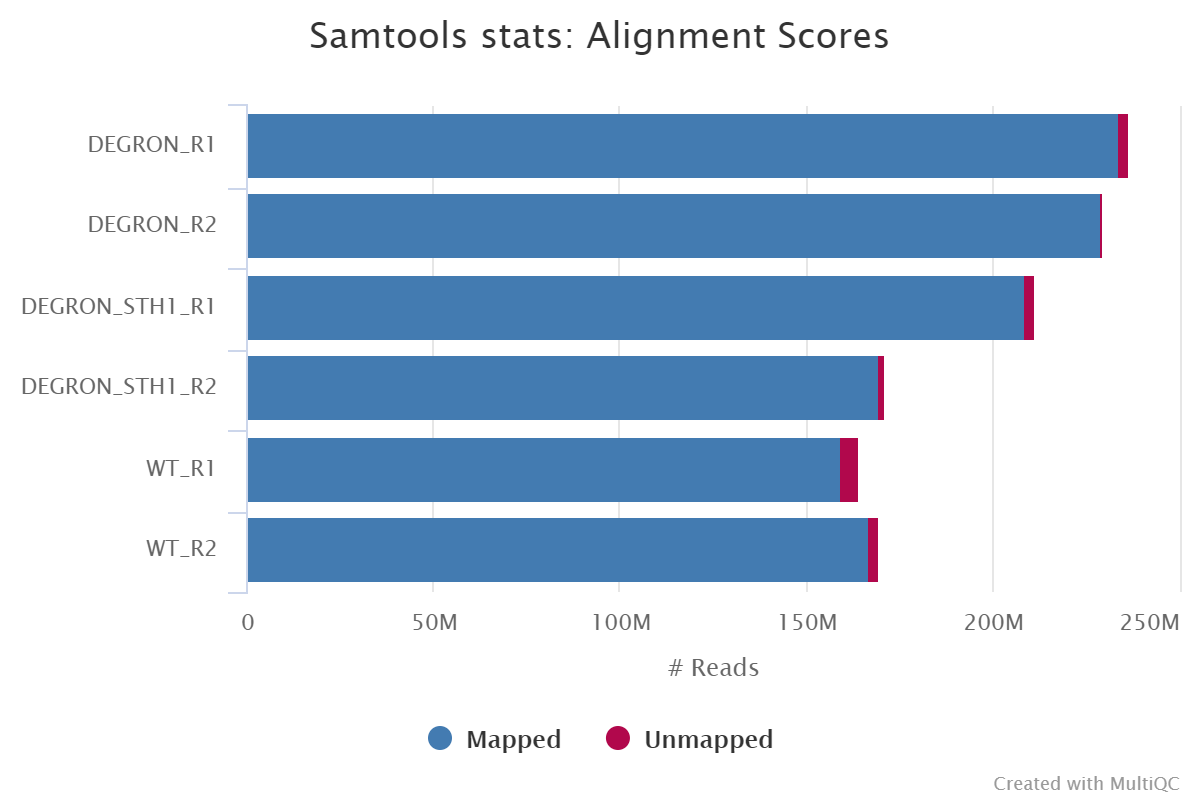 Samtools stats: Alignment Scores
DEGRON_R1
DEGRON_R2
DEGRON_STH1_R1
DEGRON_STH1_R2
WT_R1
WT_R2
0 50M 100M 150M 200M 250M
# Reads
Mapped Unmapped
Created with MultiQC